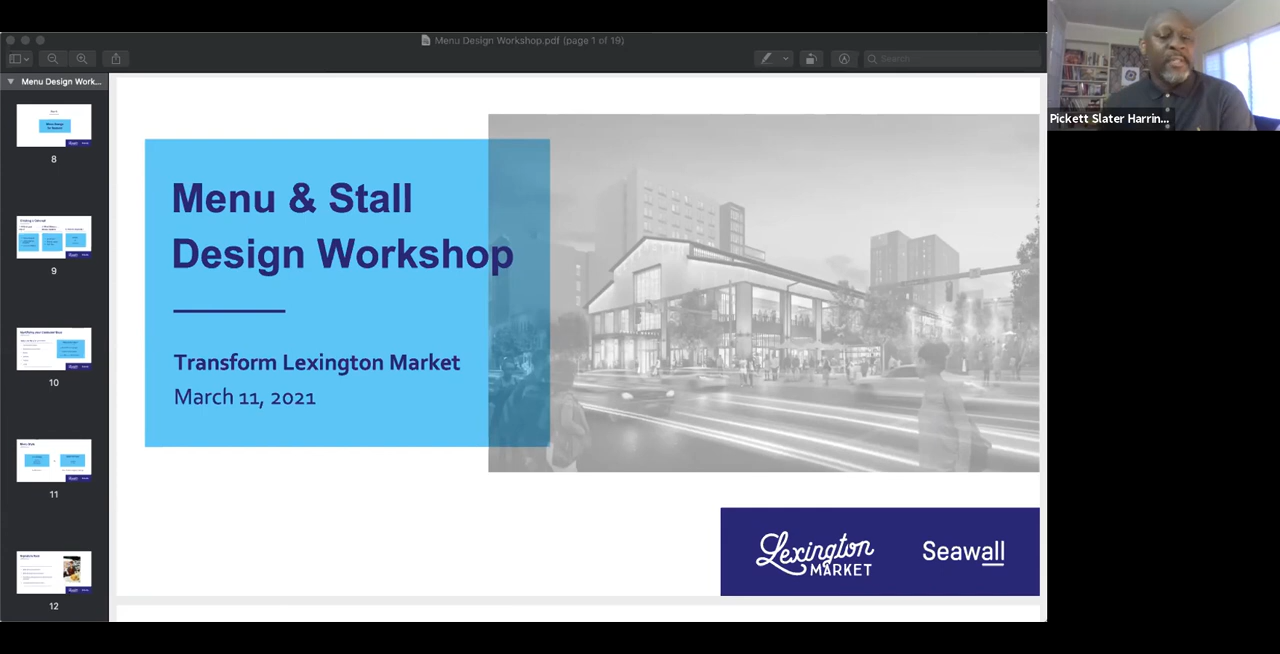 Menu Design Workshop.pdf (page 1 of 19)
Search
Menu Design Work...
8
9
10
11
12
Menu & Stall
Design Workshop
Transform Lexington Market
March 11, 2021
Lexington
MARKET
Seawall
Pickett Slater Harrin...